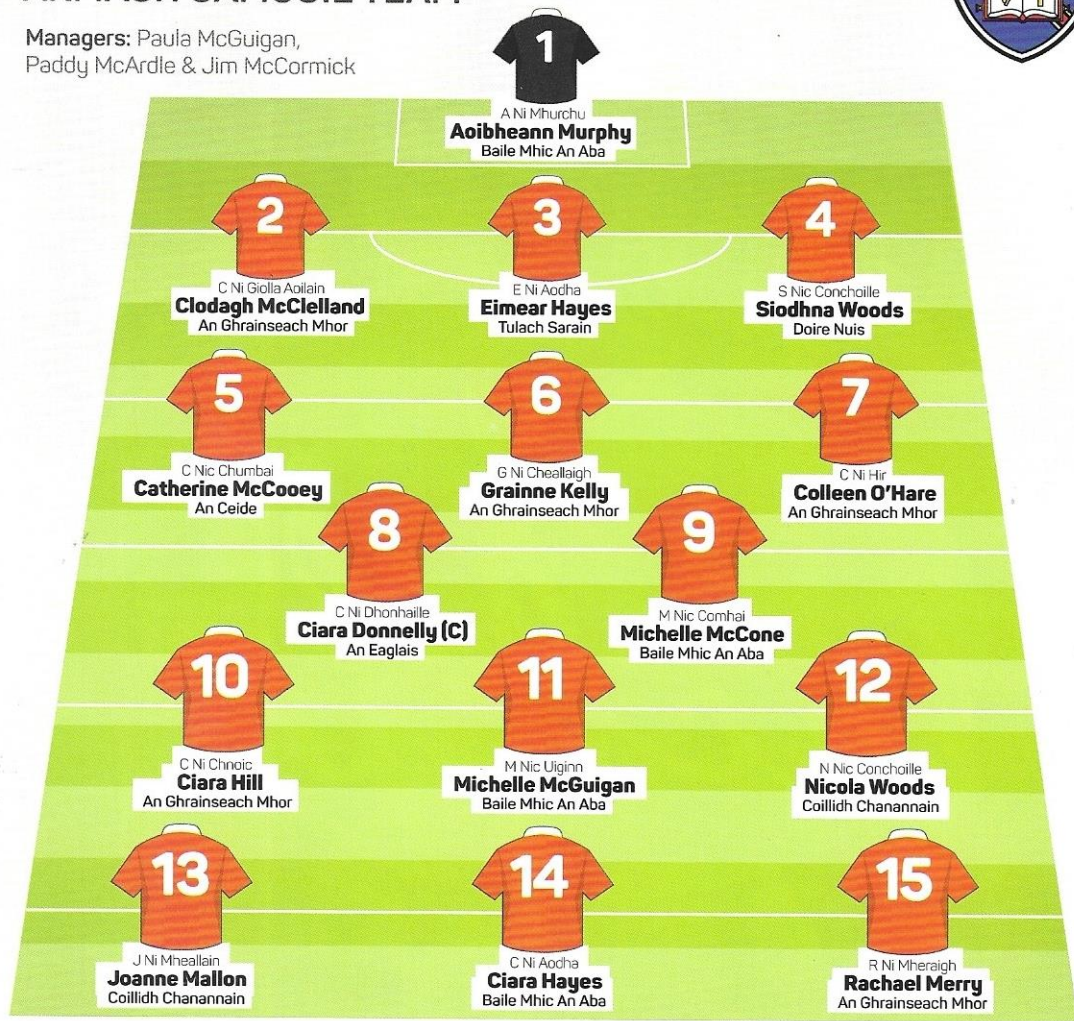 ARMAGH CAMOGIE TEAM
Managers: Paula McGuigan,
Paddy McArdle & Jim McCormick
1
A Ni Mhurchu
Aoibheann Murphy
Baile Mhic An Aba
2
C Ni Giolla Aoilain
Clodagh McClelland
An Ghrainseach Mhor
3
E Ni Aodha
Eimear Hayes
Tulach Sarain
4
S Nic Conchoille
Siodhna Woods
Doire Nuis
5
C Nic Chumbai
Catherine McCooey
An Ceide
6
G Ni Cheallaigh
Grainne Kelly
An Ghrainseach Mhor
7
C Ni Hir
Colleen O'Hare
An Ghrainseach Mhor
8
C Ni Dhonhaille
Ciara Donnelly (C)
An Eaglais
9
M Nic Comhai
Michelle McCone
Baile Mhic An Aba
10
C Ni Chnoic
Ciara Hill
An Ghrainseach Mhor
11
M Nic Uiginn
Michelle McGuigan
Baile Mhic An Aba
12
N Nic Conchoille
Nicola Woods
Coillidh Chanannain
13
J Ni Mheallain
Joanne Mallon
Coillidh Chanannain
14
C Ni Aodha
Ciara Hayes
Baile Mhic An Aba
15
R Ni Mheraigh
Rachael Merry
An Ghrainseach Mhor